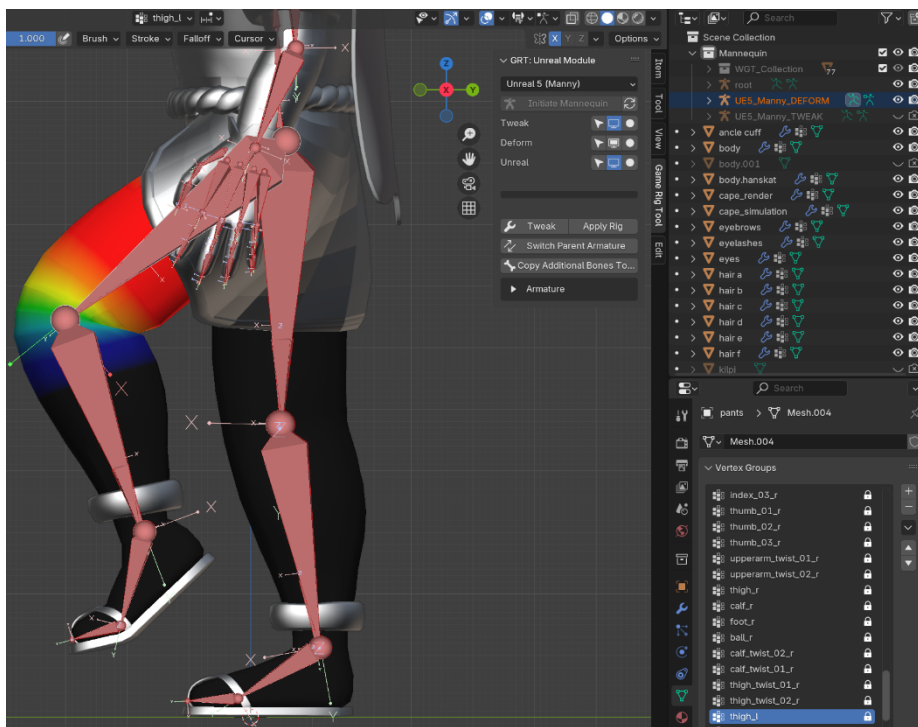 thigh_l
Search
1.000
Brush
Stroke
Falloff
Cursor
X
Y
Z
Options
Scene Collection
Mannequin
WGT_Collection
77
root
UE5_Manny_DEFORM
UE5_Manny_TWEAK
ancle cuff
body
body.001
body.hanskat
cape_render
cape_simulation
eyebrows
eyelashes
eyes
hair a
hair b
hair c
hair d
hair e
hair f
kilpi
GRT: Unreal Module
Unreal 5 (Manny)
Initiate Mannequin
Tweak
Deform
Unreal
Tweak
Apply Rig
Switch Parent Armature
Copy Additional Bones To...
Armature
Item
Tool
View
Game Rig Tool
Edit
Z
X
Y
X
X
X
X
X
Y
Y
Search
pants
Mesh.004
Mesh.004
Vertex Groups
index_03_r
thumb_01_r
thumb_02_r
thumb_03_r
upperarm_twist_01_r
upperarm_twist_02_r
thigh_r
calf_r
foot_r
ball_r
calf_twist_02_r
calf_twist_01_r
thigh_twist_01_r
thigh_twist_02_r
thigh_l